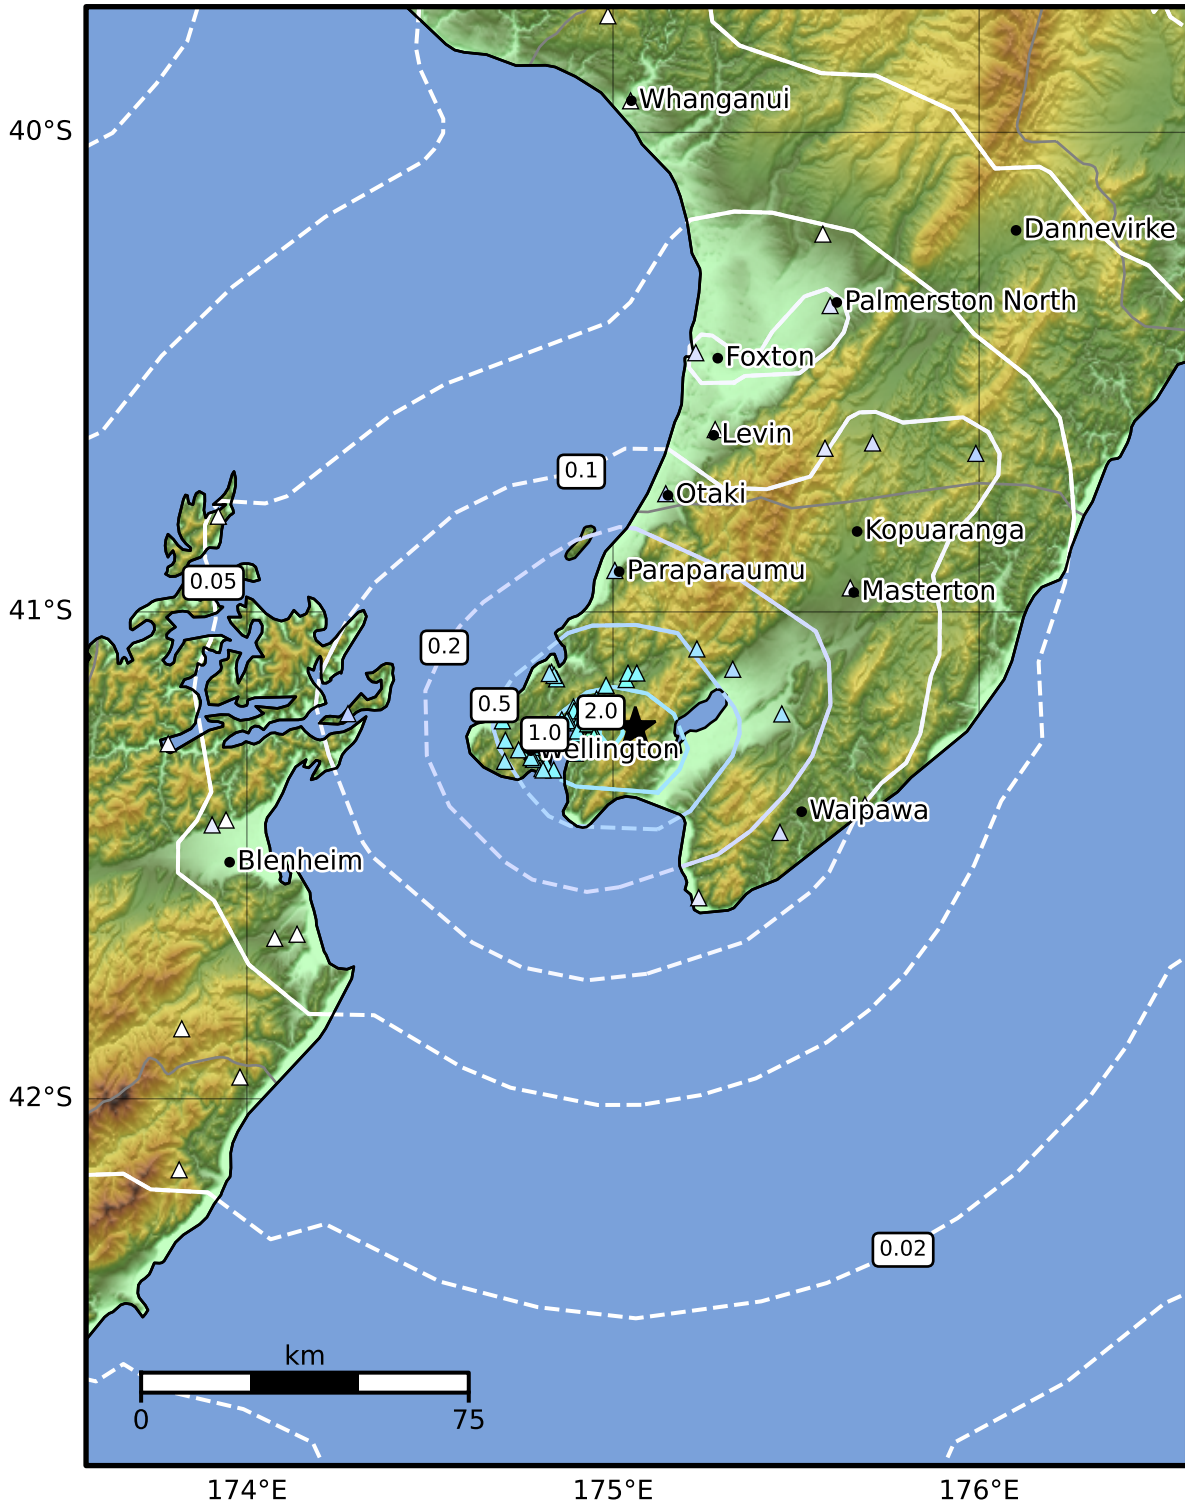 Whanganui
40°S
Dannevirke
Palmerston North
Foxton
Levin
0.1
Otaki
Kopuaranga
Paraparaumu
0.05
Masterton
41°S
0.2
0.5
2.0
1.0
Wellington
Waipawa
Blenheim
42°S
0.02
km
0
75
174°E
175°E
176°E